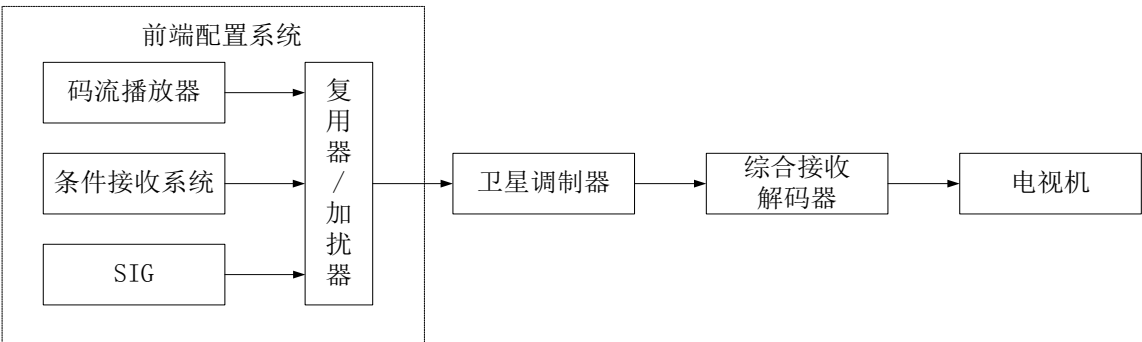 前端配置系统
码流播放器
条件接收系统
SIG
复
用
器
/
加
扰
器
卫星调制器
综合接收
解码器
电视机